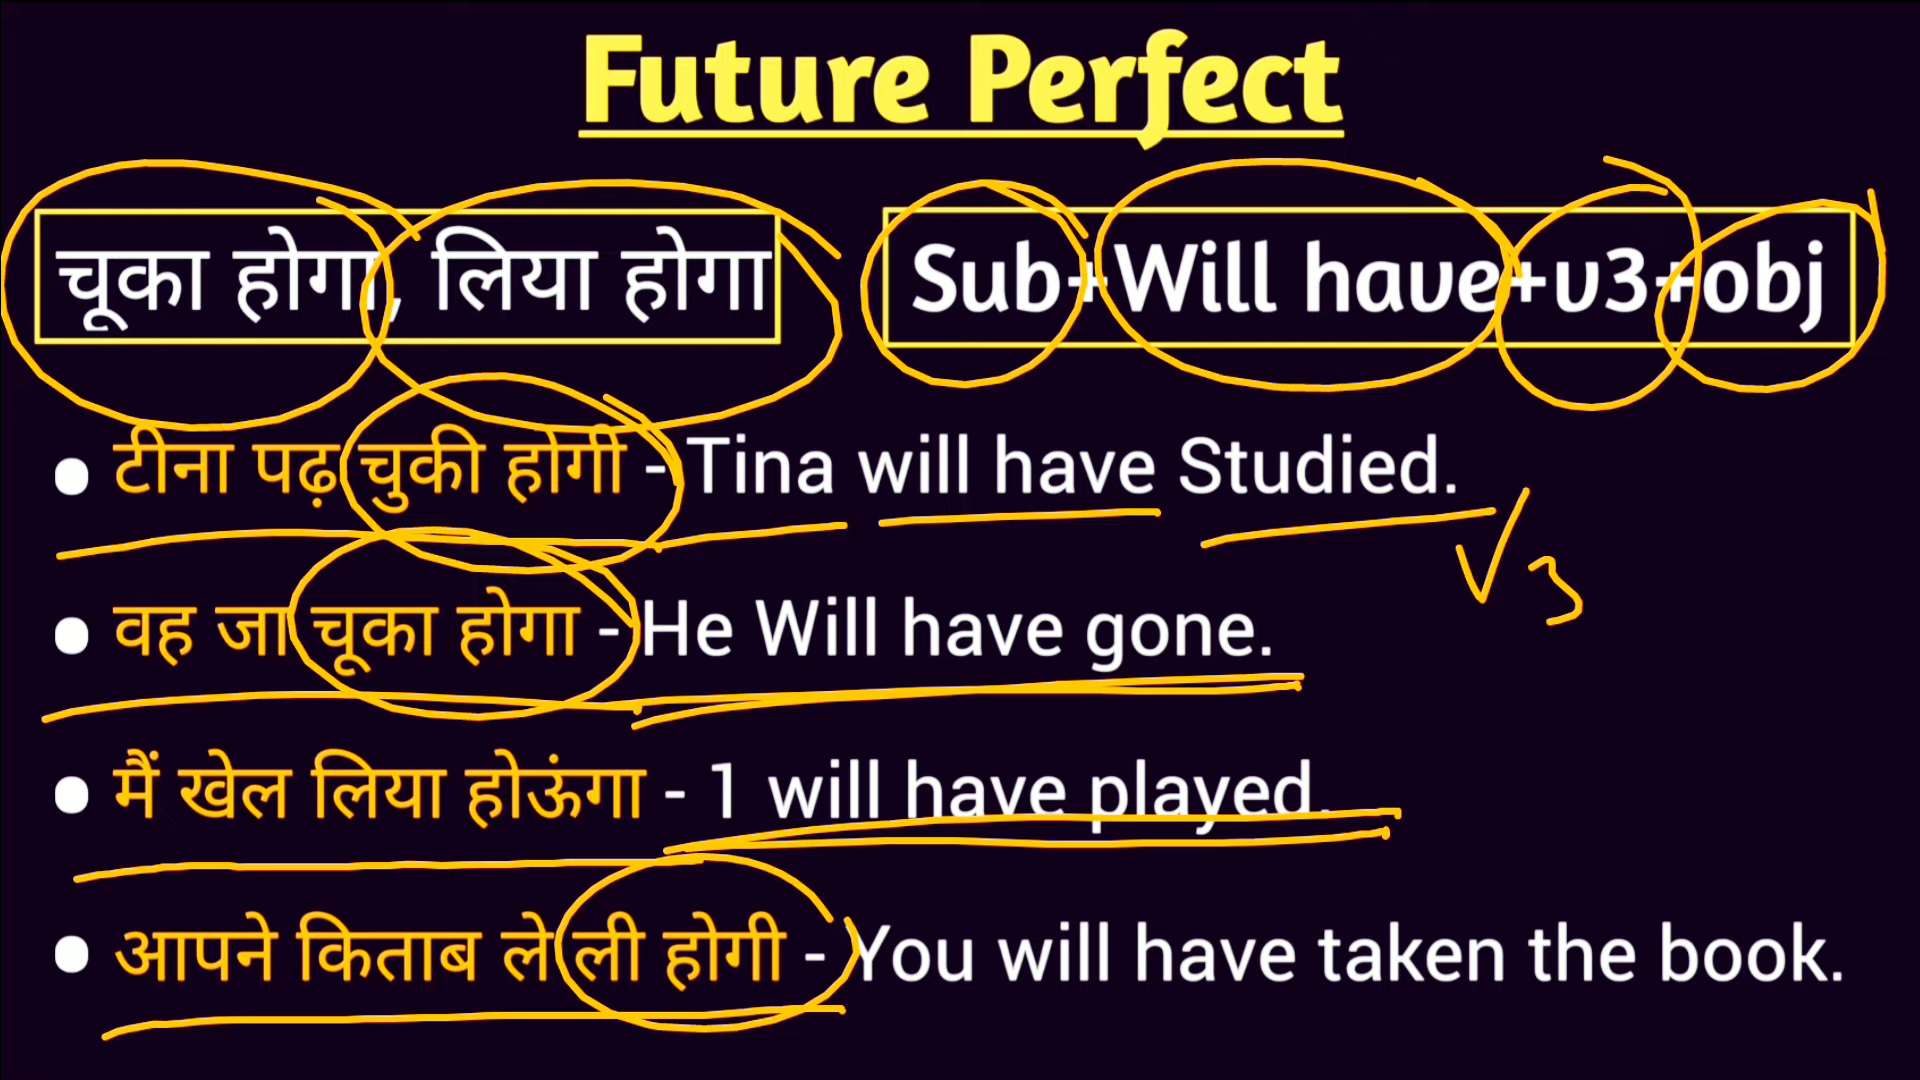 Future Perfect
चूका होगा, लिया होगा
Sub+Will have+v3+obj
• टीना पढ़ चुकी होगी - Tina will have Studied.
V3
• वह जा चूका होगा - He Will have gone.
• मैं खेल लिया होऊंगा - 1 will have played.
• आपने किताब ले ली होगी - You will have taken the book.